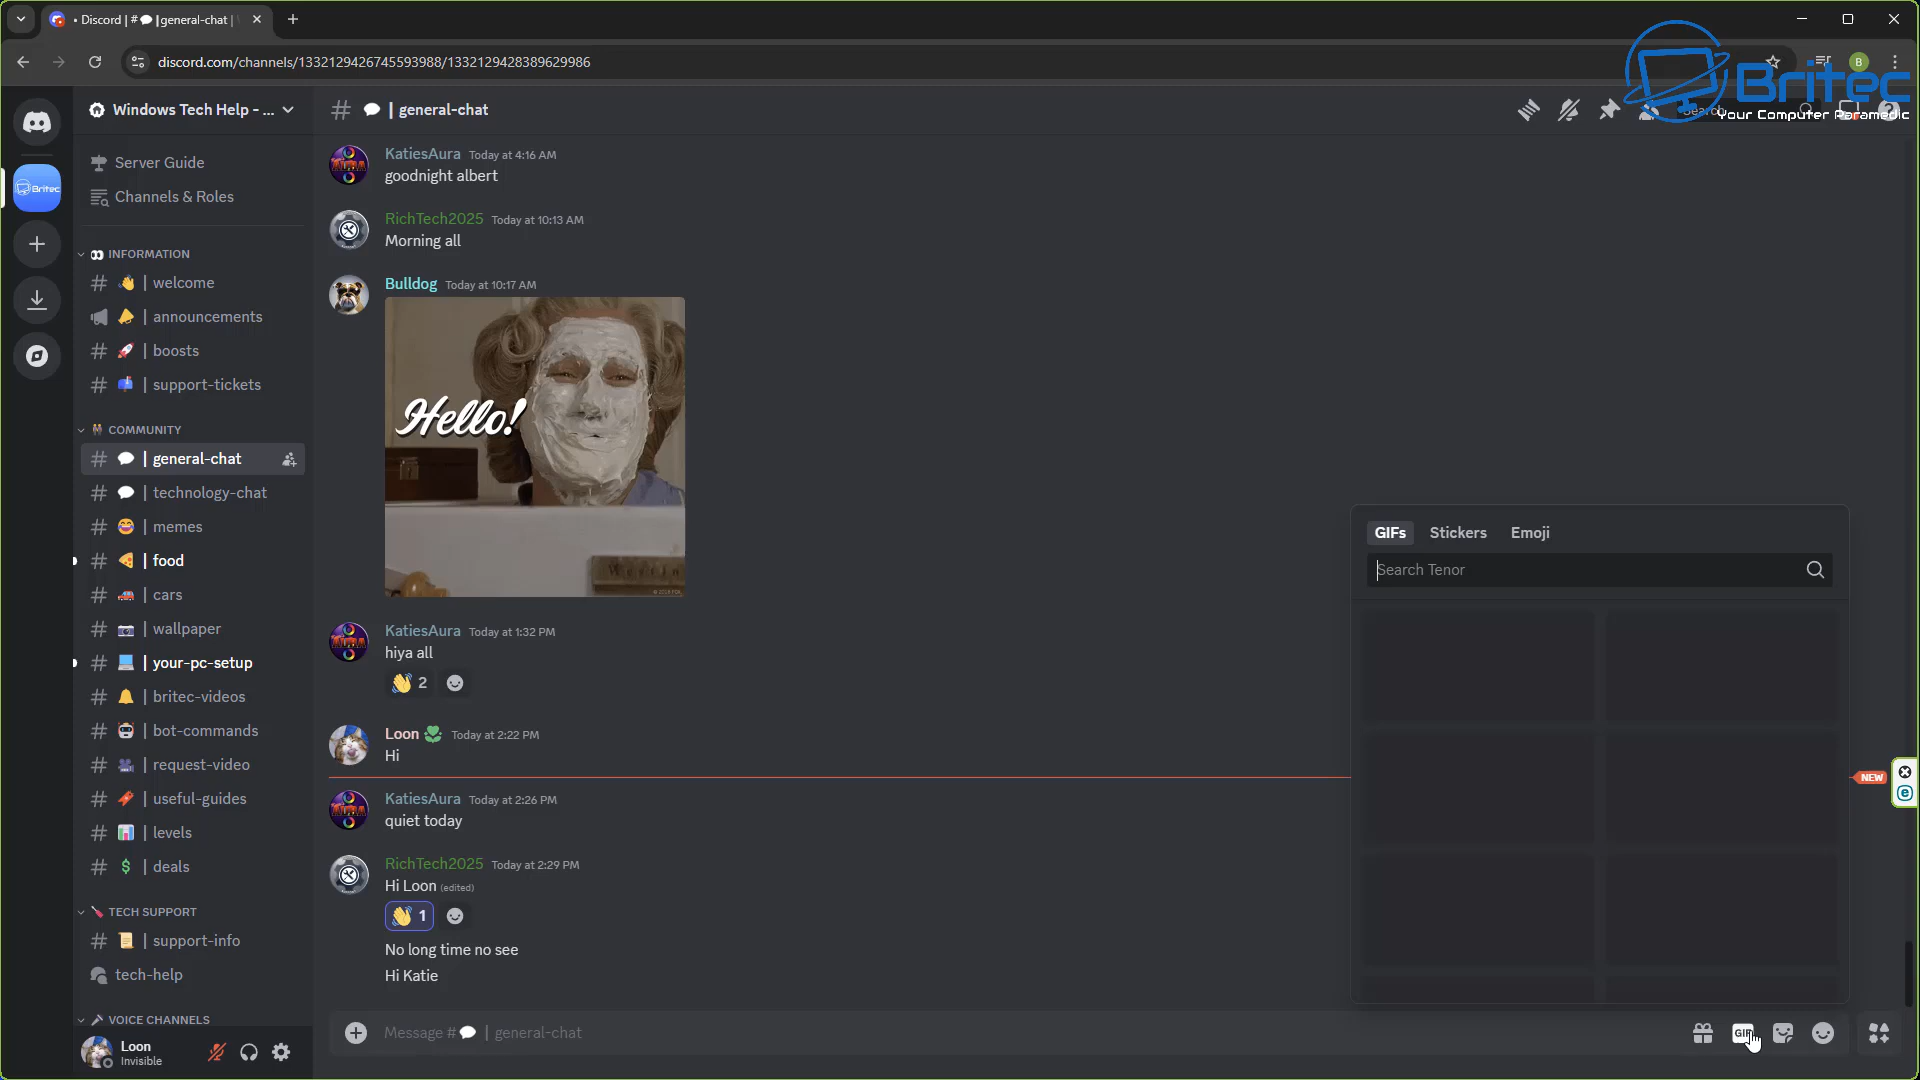 • Discord | #💬 | general-chat |
discord.com/channels/1332129426745593988/1332129428389629986
B
Britec
Your Computer Paramedic
Windows Tech Help - ...
💬 | general-chat
Search
Server Guide
Channels & Roles
Britec
INFORMATION
👋 | welcome
📣 | announcements
🚀 | boosts
📫 | support-tickets
COMMUNITY
💬 | general-chat
💬 | technology-chat
😂 | memes
🍕 | food
🚗 | cars
📷 | wallpaper
💻 | your-pc-setup
🔔 | britec-videos
🤖 | bot-commands
🎥 | request-video
🔖 | useful-guides
📊 | levels
$ | deals
TECH SUPPORT
📜 | support-info
tech-help
VOICE CHANNELS
Loon
Invisible
KatiesAura Today at 4:16 AM
goodnight albert
RichTech2025 Today at 10:13 AM
Morning all
Bulldog Today at 10:17 AM
Hello!
KatiesAura Today at 1:32 PM
hiya all
👋 2
Loon Today at 2:22 PM
Hi
NEW
KatiesAura Today at 2:26 PM
quiet today
RichTech2025 Today at 2:29 PM
Hi Loon (edited)
👋 1
No long time no see
Hi Katie
GIFs Stickers Emoji
Search Tenor
Message #💬 | general-chat
GIF